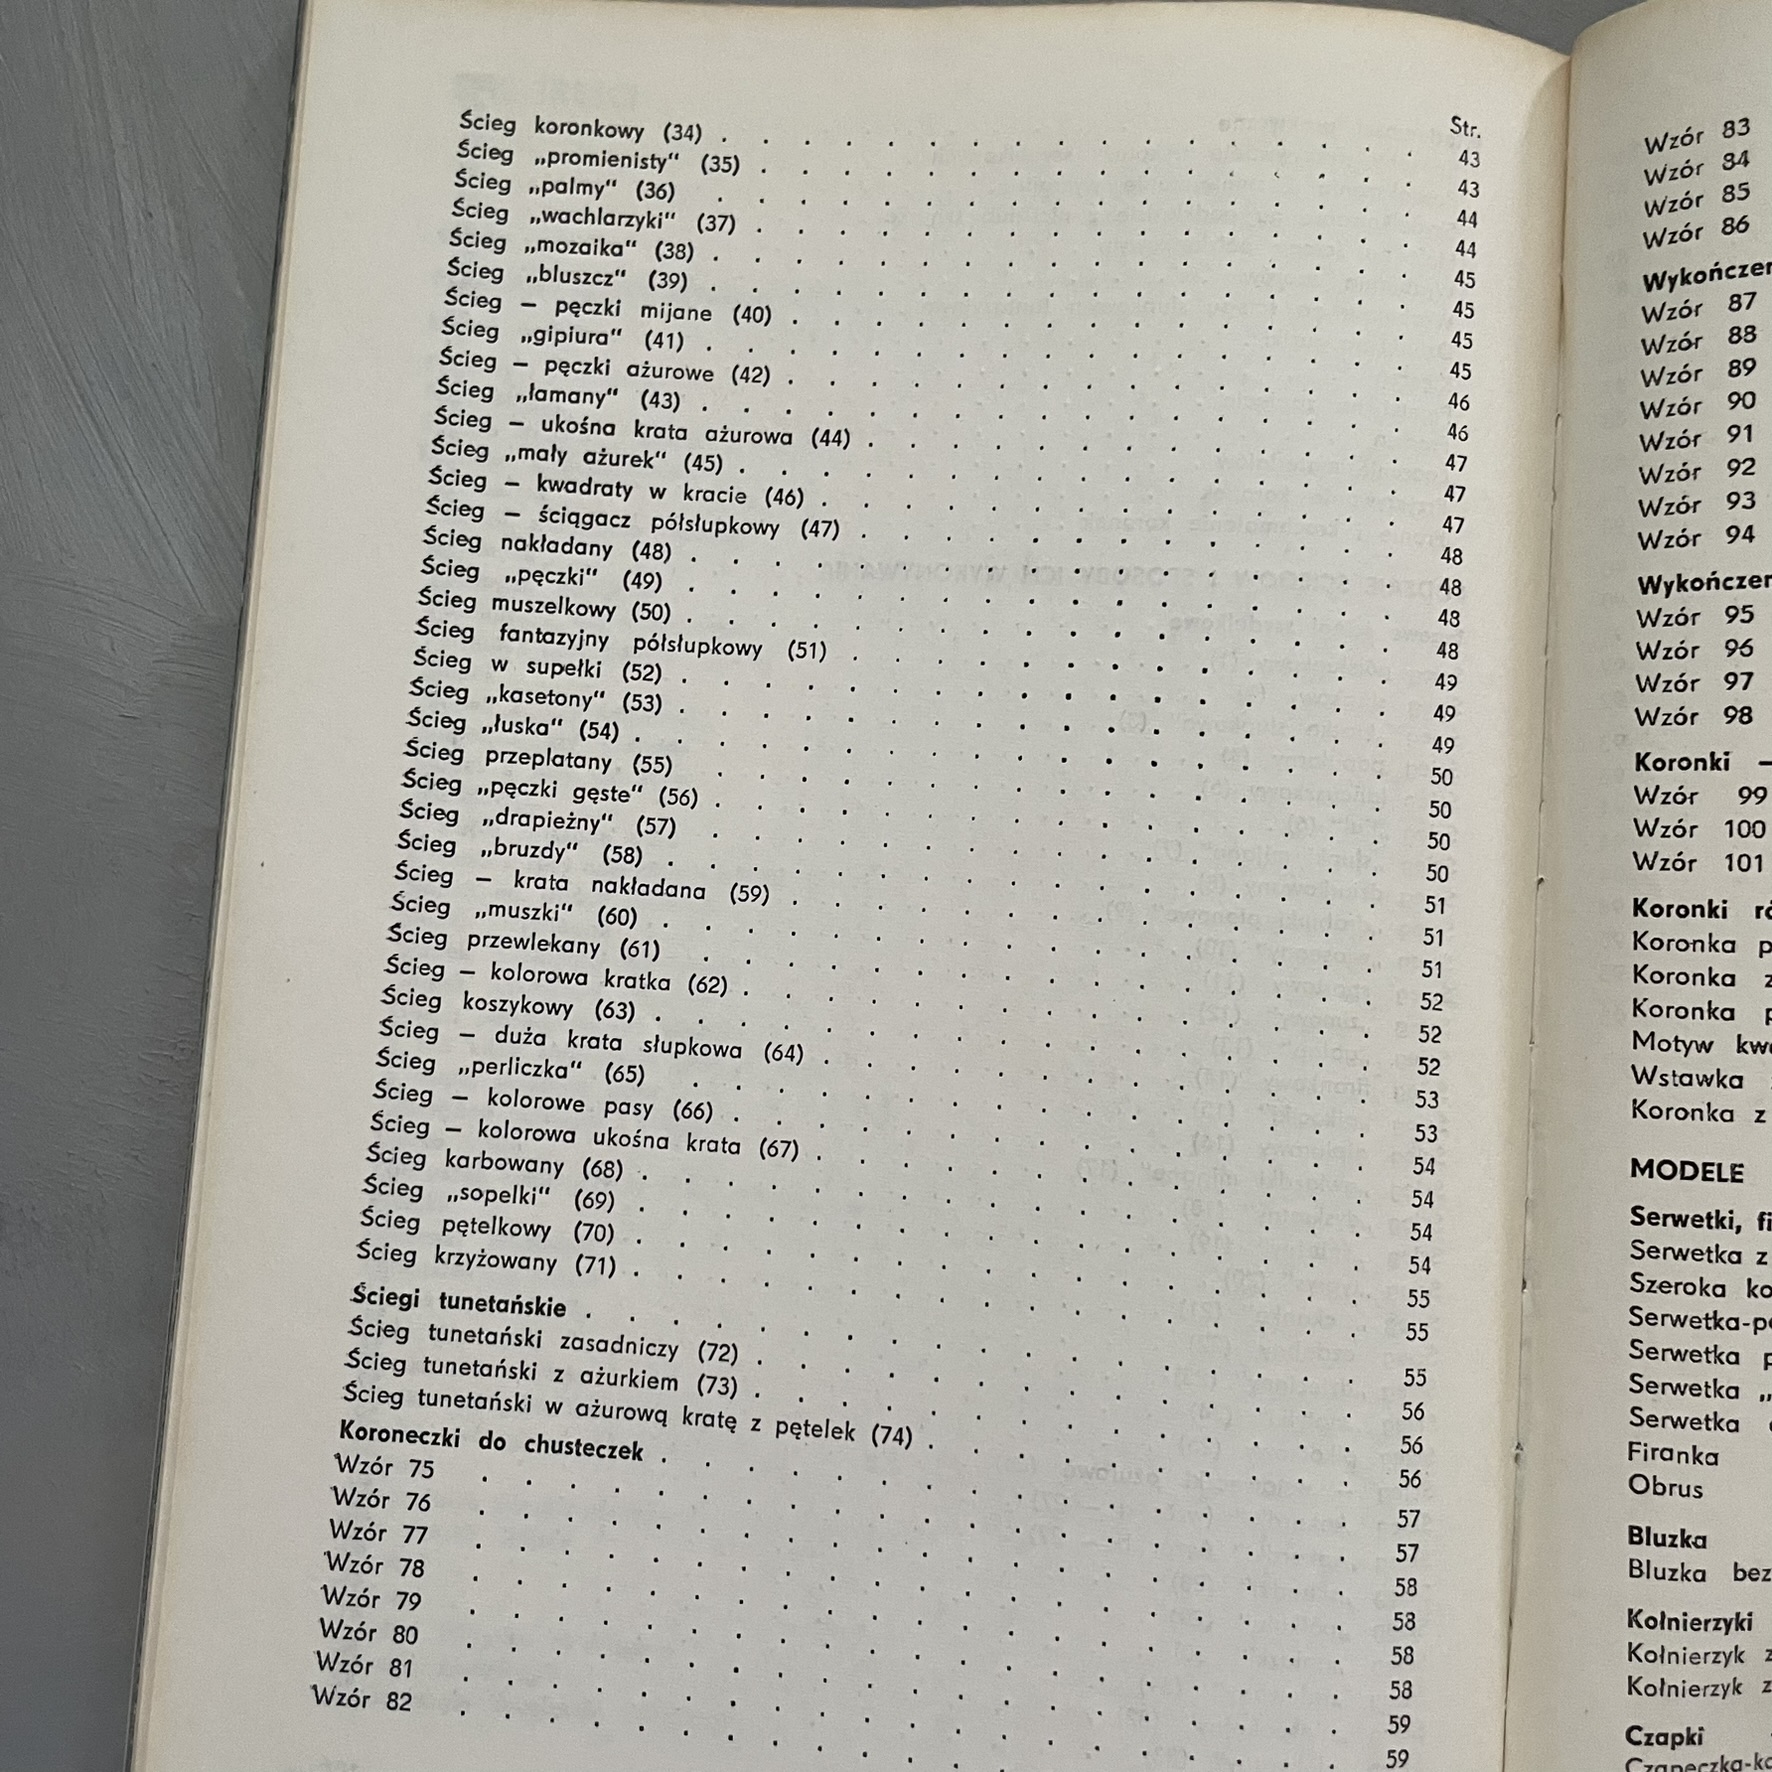 Str.
Ścieg koronkowy (34) . . . . . . . . . . . . . . . . . 43
Ścieg „promienisty“ (35) . . . . . . . . . . . . . . . . 43
Ścieg „palmy“ (36) . . . . . . . . . . . . . . . . . 44
Ścieg „wachlarzyki“ (37) . . . . . . . . . . . . . . . . 44
Ścieg „mozaika“ (38) . . . . . . . . . . . . . . . . . 45
Ścieg „bluszcz“ (39) . . . . . . . . . . . . . . . . . 45
Ścieg – pęczki mijane (40) . . . . . . . . . . . . . . . 45
Ścieg „gipiura“ (41) . . . . . . . . . . . . . . . . . 45
Ścieg – pęczki ażurowe (42) . . . . . . . . . . . . . . . 46
Ścieg „łamany“ (43) . . . . . . . . . . . . . . . . . 46
Ścieg – ukośna krata ażurowa (44) . . . . . . . . . . . . . 47
Ścieg „mały ażurek“ (45) . . . . . . . . . . . . . . . . 47
Ścieg – kwadraty w kracie (46) . . . . . . . . . . . . . . 47
Ścieg – ściągacz półsłupkowy (47) . . . . . . . . . . . . . 48
Ścieg nakładany (48) . . . . . . . . . . . . . . . . . 48
Ścieg „pęczki“ (49) . . . . . . . . . . . . . . . . . 48
Ścieg muszelkowy (50) . . . . . . . . . . . . . . . . . 48
Ścieg fantazyjny półsłupkowy (51) . . . . . . . . . . . . . 49
Ścieg w supełki (52) . . . . . . . . . . . . . . . . . 49
Ścieg „kasetony“ (53) . . . . . . . . . . . . . . . . . 49
Ścieg „łuska“ (54) . . . . . . . . . . . . . . . . . . 50
Ścieg przeplatany (55) . . . . . . . . . . . . . . . . 50
Ścieg „pęczki gęste“ (56) . . . . . . . . . . . . . . . . 50
Ścieg „drapieżny“ (57) . . . . . . . . . . . . . . . . 50
Ścieg „bruzdy“ (58) . . . . . . . . . . . . . . . . . 51
Ścieg – krata nakładana (59) . . . . . . . . . . . . . . 51
Ścieg „muszki“ (60) . . . . . . . . . . . . . . . . . 51
Ścieg przewlekany (61) . . . . . . . . . . . . . . . . 52
Ścieg – kolorowa kratka (62) . . . . . . . . . . . . . . . 52
Ścieg koszykowy (63) . . . . . . . . . . . . . . . . . 52
Ścieg – duża krata słupkowa (64) . . . . . . . . . . . . . 53
Ścieg „perliczka“ (65) . . . . . . . . . . . . . . . . 53
Ścieg – kolorowe pasy (66) . . . . . . . . . . . . . . . 54
Ścieg – kolorowa ukośna krata (67) . . . . . . . . . . . . . 54
Ścieg karbowany (68) . . . . . . . . . . . . . . . . . 54
Ścieg „sopelki“ (69) . . . . . . . . . . . . . . . . . 54
Ścieg pętelkowy (70) . . . . . . . . . . . . . . . . . 55
Ścieg krzyżowany (71) . . . . . . . . . . . . . . . . . 55
Ściegi tunetańskie . . . . . . . . . . . . . . . . . . 55
Ścieg tunetański zasadniczy (72) . . . . . . . . . . . . . . 56
Ścieg tunetański z ażurkiem (73) . . . . . . . . . . . . . . 56
Ścieg tunetański w ażurową kratę z pętelek (74) . . . . . . . . . . 56
Koroneczki do chusteczek . . . . . . . . . . . . . . . . 57
Wzór 75 . . . . . . . . . . . . . . . . . . . . 57
Wzór 76 . . . . . . . . . . . . . . . . . . . . 58
Wzór 77 . . . . . . . . . . . . . . . . . . . . 58
Wzór 78 . . . . . . . . . . . . . . . . . . . . 58
Wzór 79 . . . . . . . . . . . . . . . . . . . . 58
Wzór 80 . . . . . . . . . . . . . . . . . . . . 59
Wzór 81 . . . . . . . . . . . . . . . . . . . . 59
Wzór 82 . . . . . . . . .
Wzór 83
Wzór 84
Wzór 85
Wzór 86
Wykończen
Wzór 87
Wzór 88
Wzór 89
Wzór 90
Wzór 91
Wzór 92
Wzór 93
Wzór 94
Wykończen
Wzór 95
Wzór 96
Wzór 97
Wzór 98
Koronki –
Wzór 99
Wzór 100
Wzór 101
Koronki
Koronka
Koronka z
Koronka
Motyw
Wstawka
Koronka z
MODELE
Serwetki,
Serwetka z
Szeroka
Serwetka-
Serwetka
Serwetka „
Serwetka
Firanka
Obrus
Bluzka
Bluzka bez
Kołnierzyki
Kołnierzyk z
Kołnierzyk z
Czapki